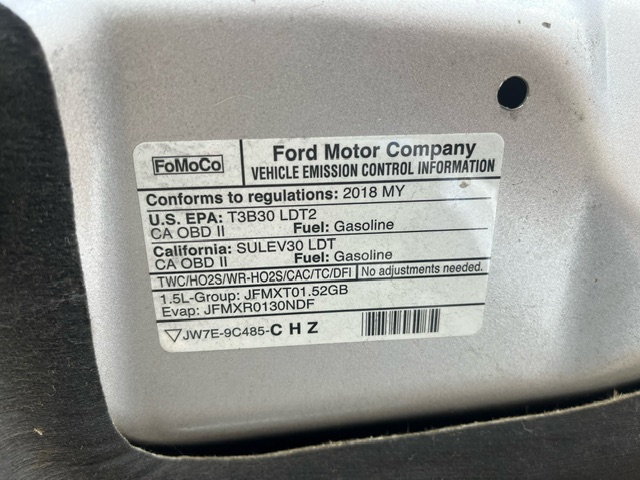 FoMoCo
Ford Motor Company
VEHICLE EMISSION CONTROL INFORMATION
Conforms to regulations: 2018 MY
U.S. EPA: T3B30 LDT2
CA OBD II Fuel: Gasoline
California: SULEV30 LDT
CA OBD II Fuel: Gasoline
TWC/HO2S/WR-HO2S/CAC/TC/DFI No adjustments needed.
1.5L-Group: JFMXT01.52GB
Evap: JFMXR0130NDF
JW7E-9C485-CHZ